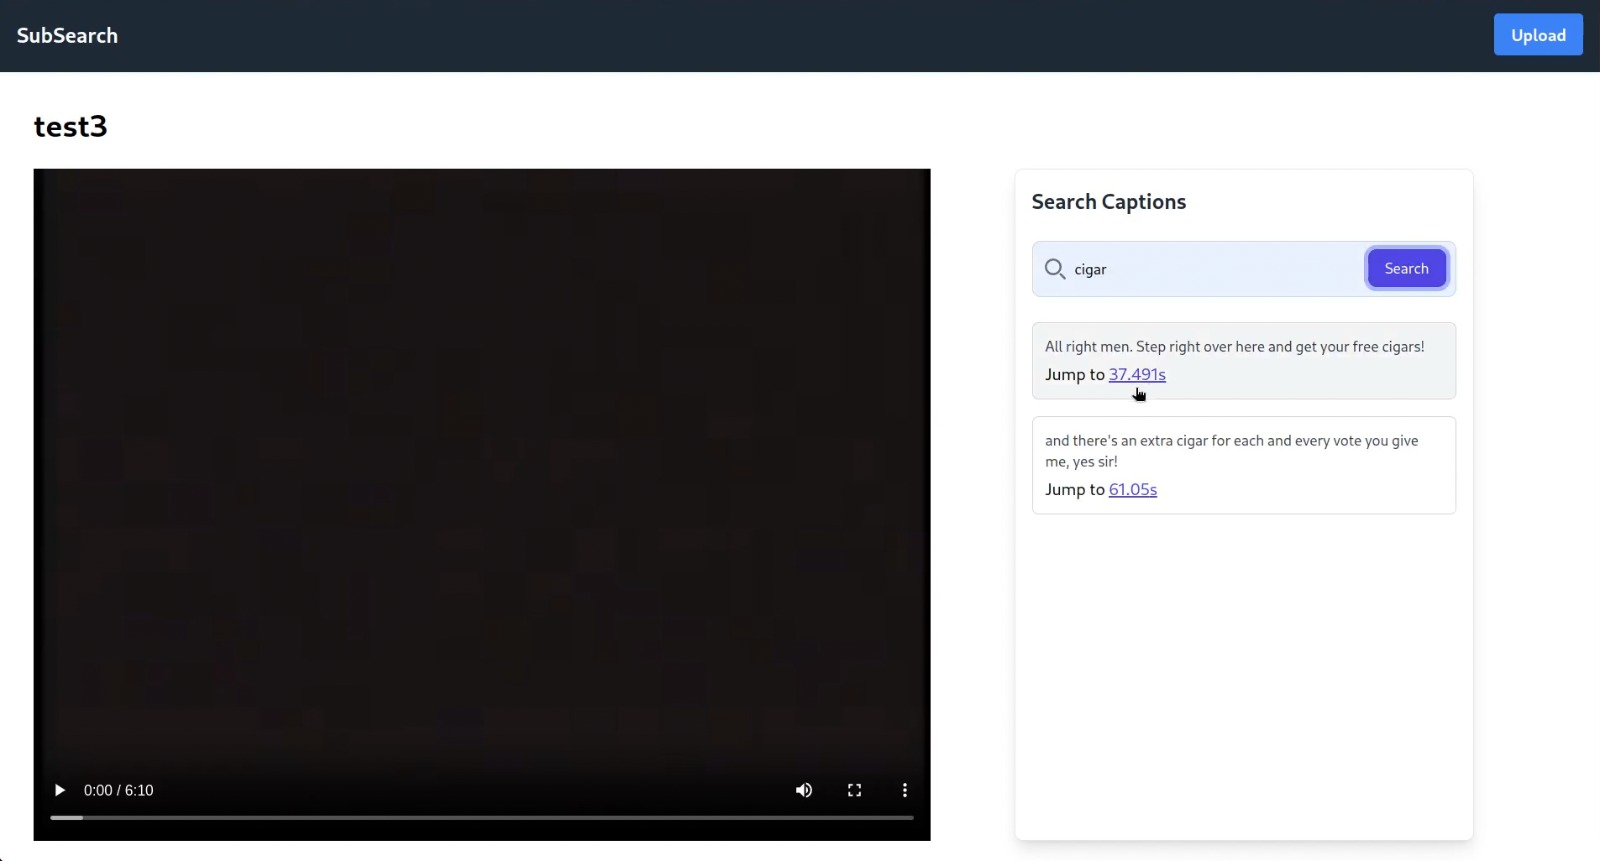 SubSearch
Upload
test3
Search Captions
cigar
Search
All right men. Step right over here and get your free cigars!
Jump to 37.491s
and there's an extra cigar for each and every vote you give
me, yes sir!
Jump to 61.05s
0:00 / 6:10